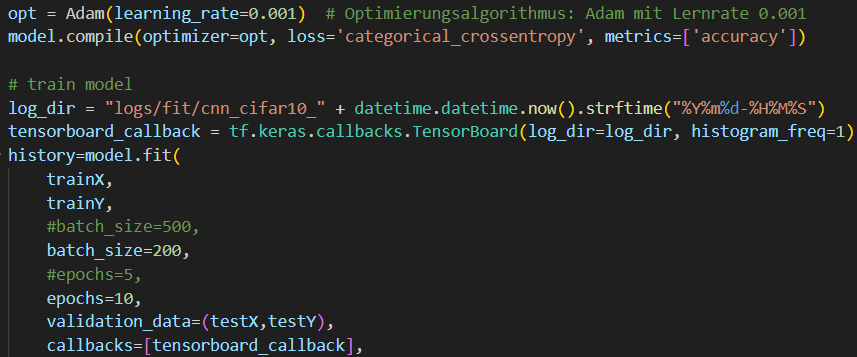 opt = Adam(learning_rate=0.001)  # Optimierungsalgorithmus: Adam mit Lernrate 0.001
model.compile(optimizer=opt, loss='categorical_crossentropy', metrics=['accuracy'])
# train model
log_dir = "logs/fit/cnn_cifar10_" + datetime.datetime.now().strftime("%Y%m%d-%H%M%S")
tensorboard_callback = tf.keras.callbacks.TensorBoard(log_dir=log_dir, histogram_freq=1)
history=model.fit(
    trainX,
    trainY,
    #batch_size=500,
    batch_size=200,
    #epochs=5,
    epochs=10,
    validation_data=(testX,testY),
    callbacks=[tensorboard_callback],